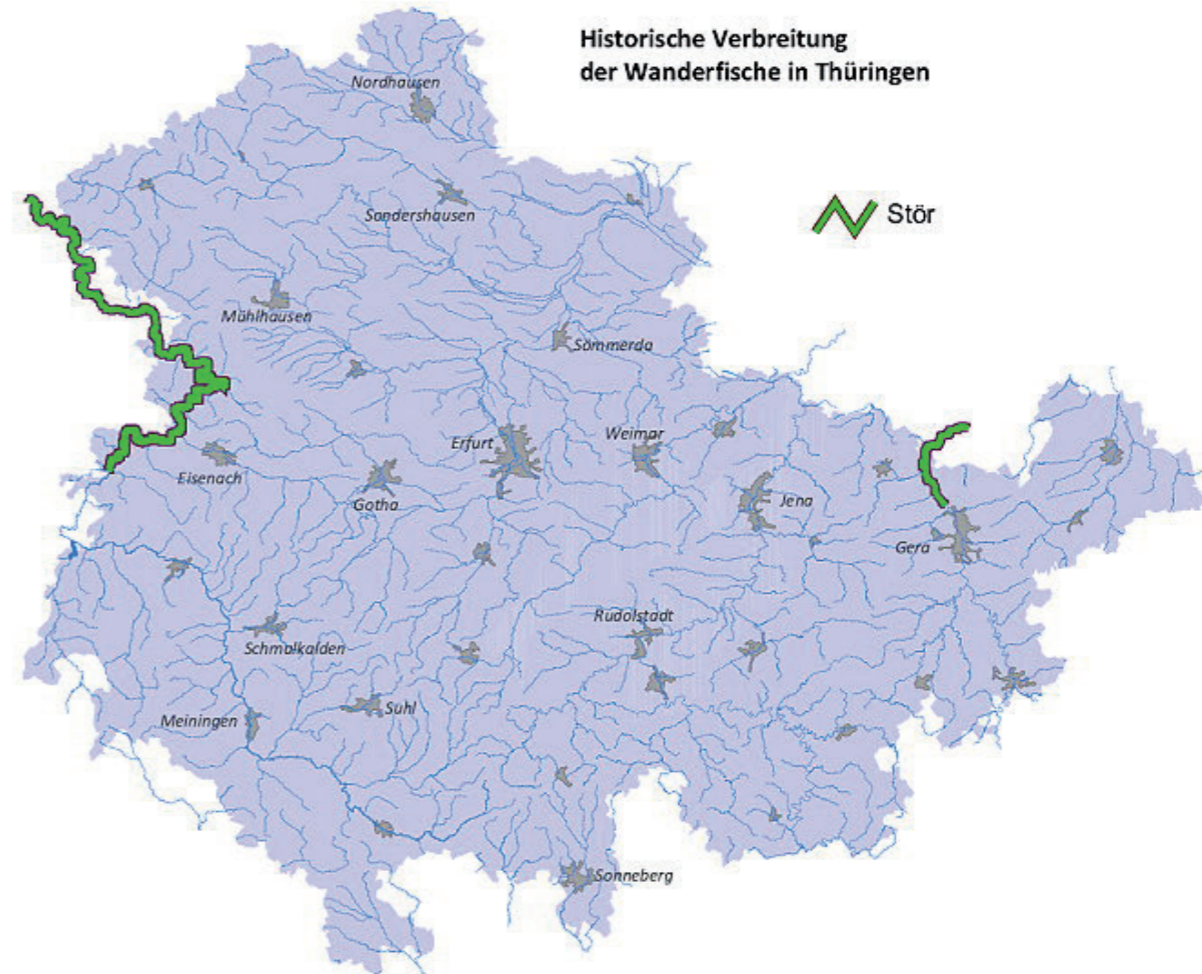 Historische Verbreitung
der Wanderfische in Thüringen
Nordhausen
Stör
Sondershausen
Mühlhausen
Sömmerda
Erfurt
Weimar
Eisenach
Gotha
Jena
Gera
Rudolstadt
Schmalkalden
Suhl
Meiningen
Sonneberg